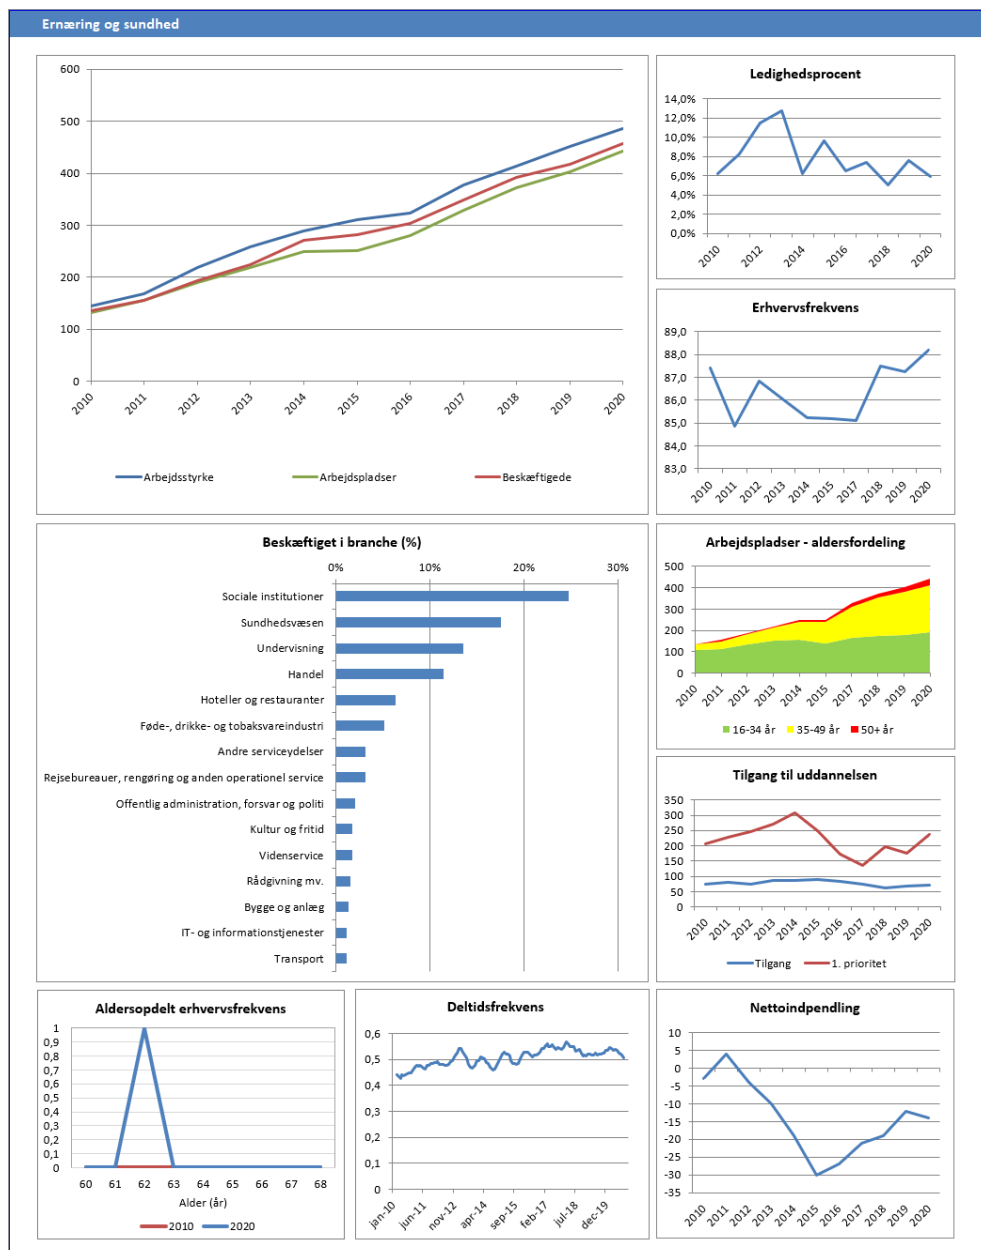 Ernæring og sundhed
600
500
400
300
200
100
0
2010 2011 2012 2013 2014 2015 2016 2017 2018 2019 2020
Arbejdsstyrke Arbejdspladser Beskæftigede
Ledighedsprocent
14,0%
12,0%
10,0%
8,0%
6,0%
4,0%
2,0%
0,0%
2010 2012 2014 2016 2018 2020
Erhvervsfrekvens
89,0
88,0
87,0
86,0
85,0
84,0
83,0
2010 2011 2012 2013 2014 2015 2016 2017 2018 2019 2020
Beskæftiget i branche (%)
0% 10% 20% 30%
Sociale institutioner
Sundhedsvæsen
Undervisning
Handel
Hoteller og restauranter
Føde-, drikke- og tobaksvareindustri
Andre serviceydelser
Rejsebureauer, rengøring og anden operationel service
Offentlig administration, forsvar og politi
Kultur og fritid
Videnservice
Rådgivning mv.
Bygge og anlæg
IT- og informationstjenester
Transport
Arbejdspladser - aldersfordeling
500
400
300
200
100
0
2010 2011 2012 2013 2014 2015 2017 2018 2019 2020
16-34 år 35-49 år 50+ år
Tilgang til uddannelsen
350
300
250
200
150
100
50
0
2010 2011 2012 2013 2014 2015 2016 2017 2018 2019 2020
Tilgang 1. prioritet
Aldersopdelt erhvervsfrekvens
1
0,9
0,8
0,7
0,6
0,5
0,4
0,3
0,2
0,1
0
60 61 62 63 64 65 66 67 68
Alder (år)
2010 2020
Deltidsfrekvens
0,6
0,5
0,4
0,3
0,2
0,1
0
jan-10 jun-11 nov-12 apr-14 sep-15 feb-17 jul-18 dec-19
Nettoindpendling
10
5
0
-5
-10
-15
-20
-25
-30
-35
2010 2011 2012 2013 2014 2015 2016 2017 2018 2019 2020